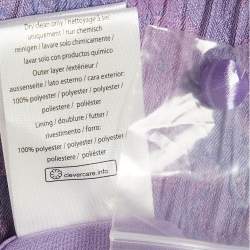 Dry clean only / nettoyage à sec
uniquement / nur chemisch
reinigen / lavare solo chimicamente /
lavar solo con productos químico
Outer layer /extérieur /
aussenseite / lato esterno / cara exterior:
100% polyester / polyester / polyester /
poliestere / poliéster
Lining / doublure / futter /
rivestimento / forro:
100% polyester / polyester / polyester /
poliestere / poliéster
clevercare.info